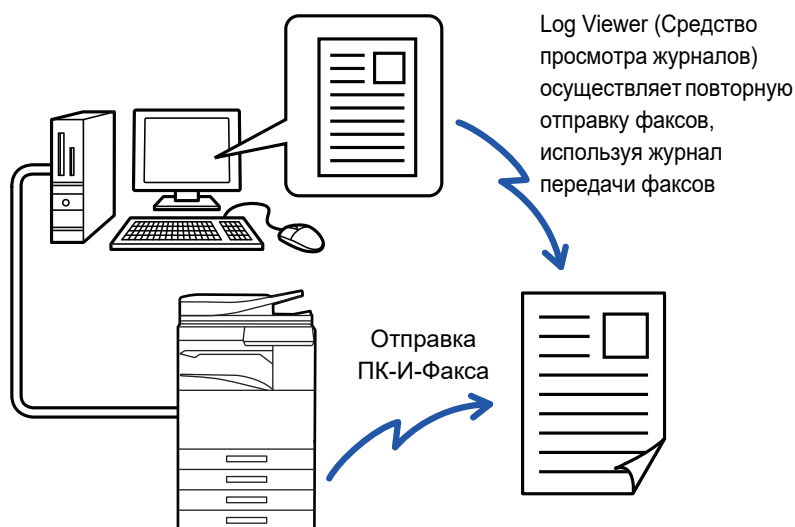 Log Viewer (Средство
просмотра журналов)
осуществляет повторную
отправку факсов,
используя журнал
передачи факсов
Отправка
ПК-И-Факса